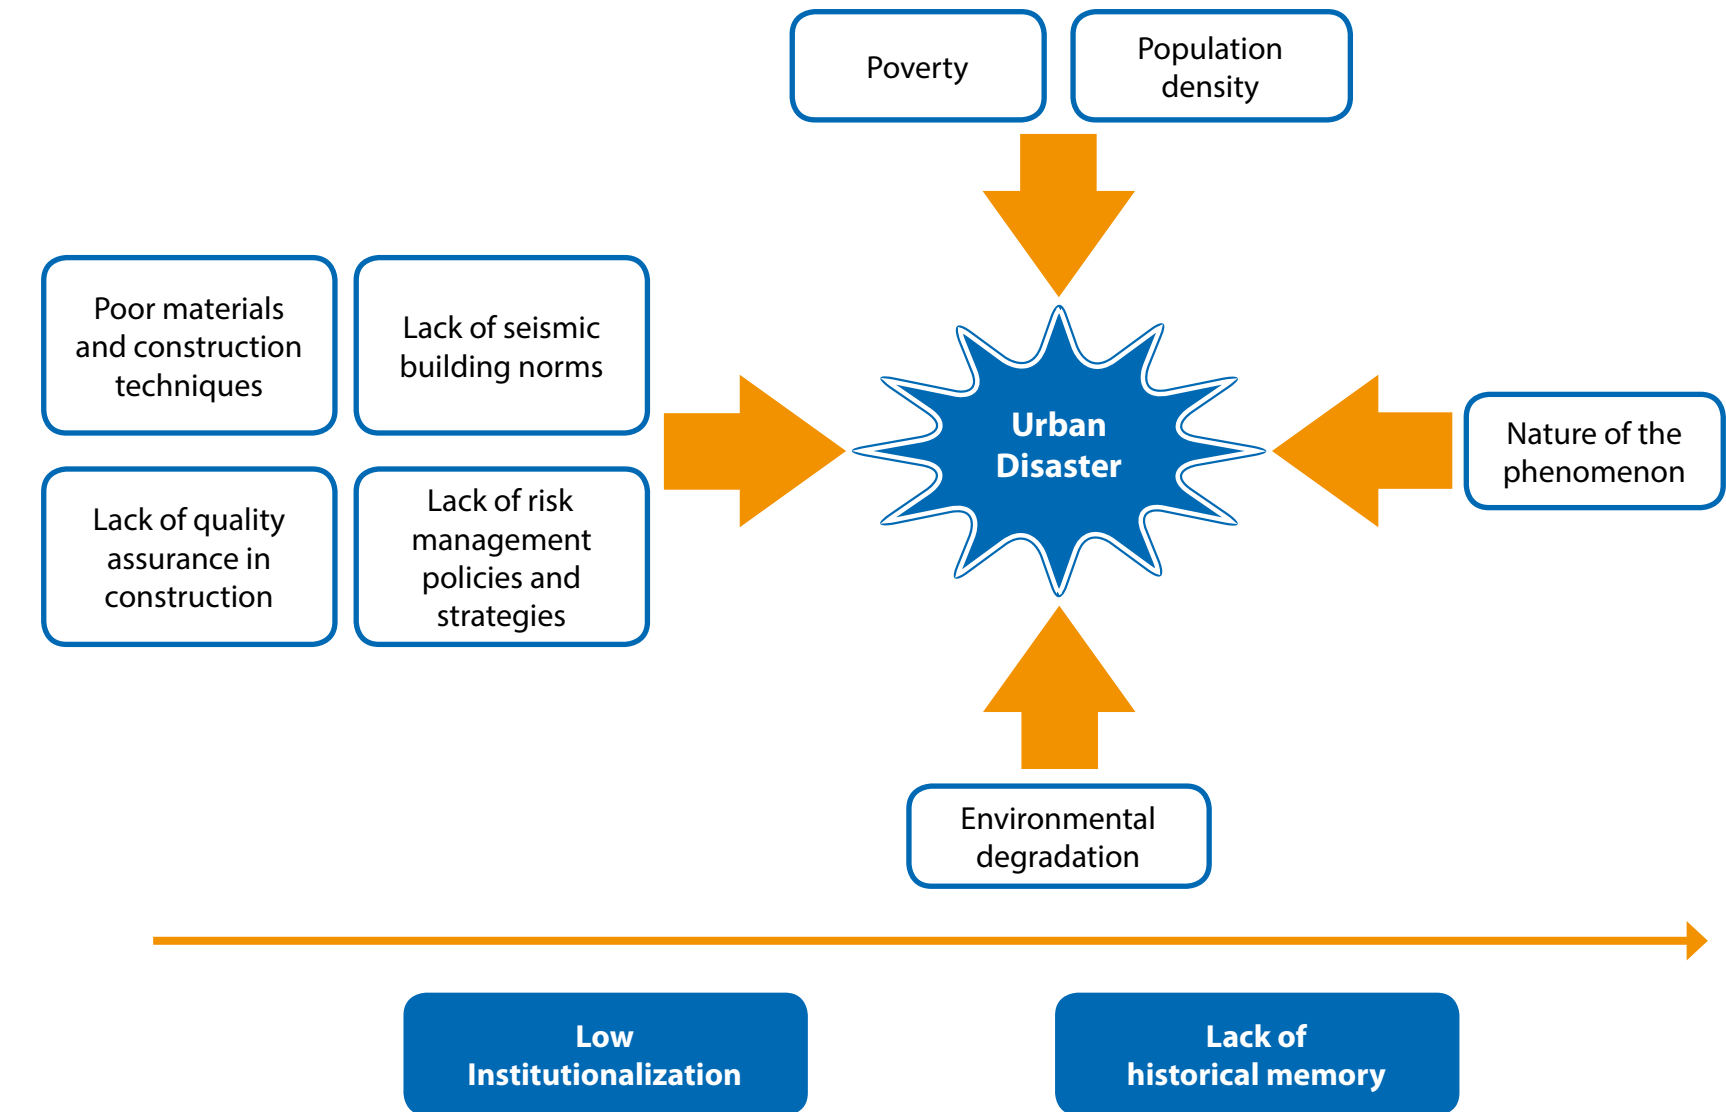 Poverty
Population
density
Poor materials
and construction
techniques
Lack of seismic
building norms
Lack of quality
assurance in
construction
Lack of risk
management
policies and
strategies
Urban
Disaster
Nature of the
phenomenon
Environmental
degradation
Low
Institutionalization
Lack of
historical memory